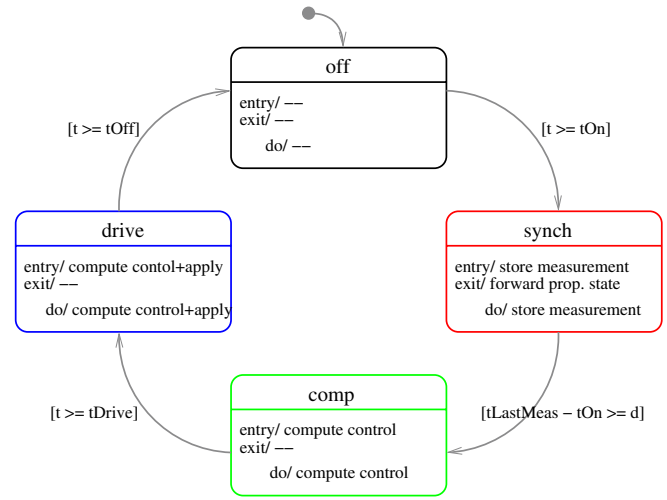 off
entry/ −−
exit/ −−
do/ −−
[t >= tOff]
[t >= tOn]
drive
entry/ compute contol+apply
exit/ −−
do/ compute control+apply
synch
entry/ store measurement
exit/ forward prop. state
do/ store measurement
[t >= tDrive]
[tLastMeas − tOn >= d]
comp
entry/ compute control
exit/ −−
do/ compute control